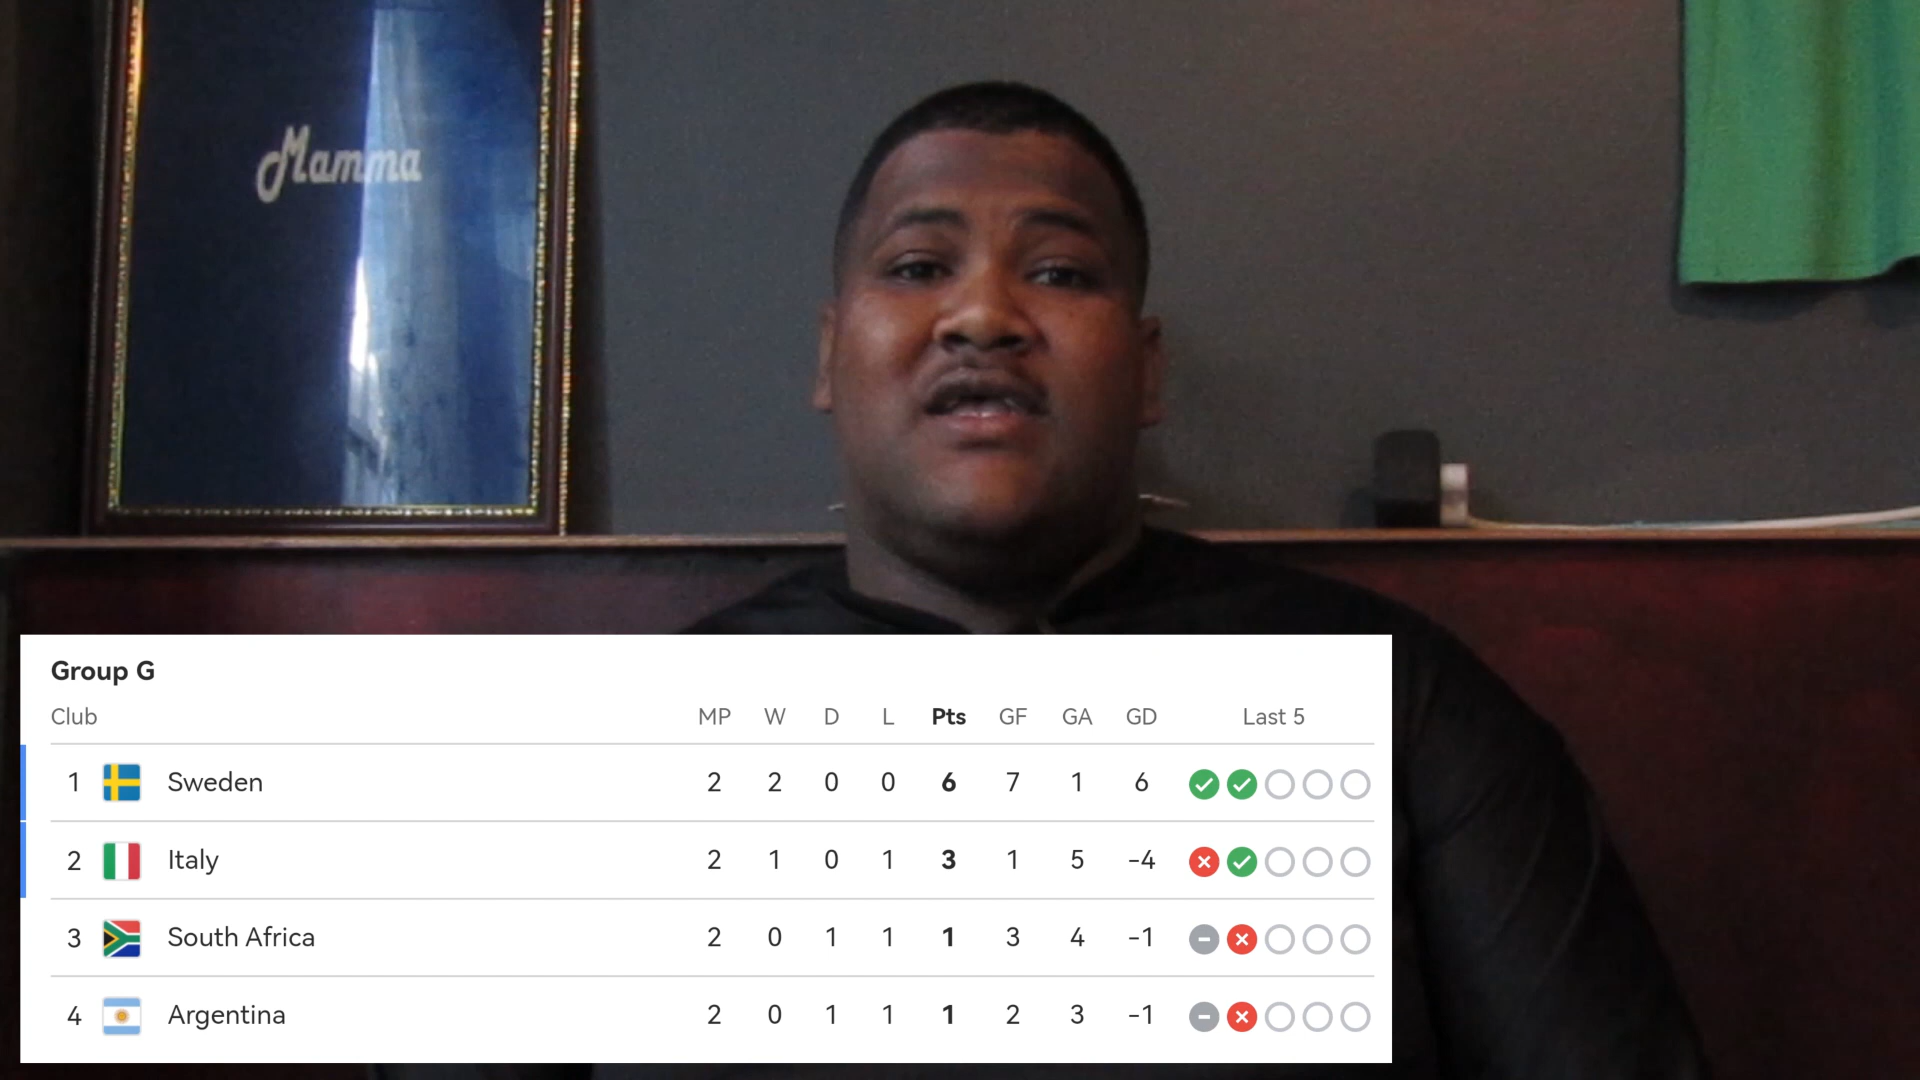 Mamma
Group G
Club MP W D L Pts GF GA GD Last 5
1 Sweden 2 2 0 0 6 7 1 6
2 Italy 2 1 0 1 3 1 5 -4
3 South Africa 2 0 1 1 1 3 4 -1
4 Argentina 2 0 1 1 1 2 3 -1